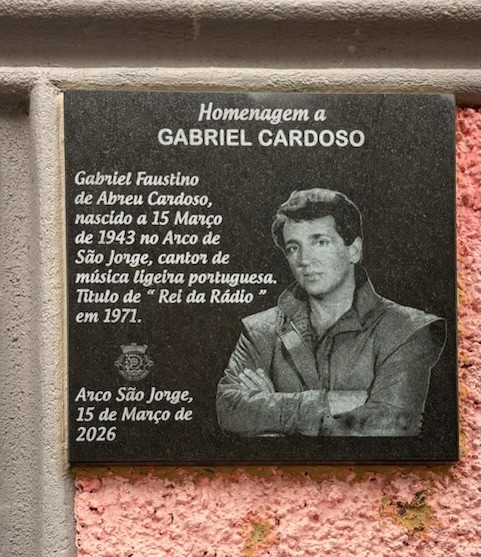 Homenagem a
GABRIEL CARDOSO
Gabriel Faustino
de Abreu Cardoso,
nascido a 15 Março
de 1943 no Arco de
São Jorge, cantor de
música ligeira portuguesa.
Título de " Rei da Rádio "
em 1971.
Arco São Jorge,
15 de Março de
2026